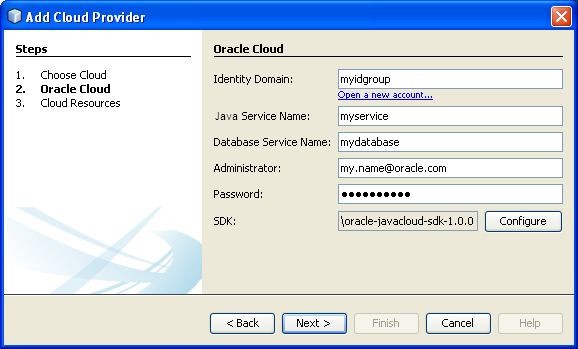 Add Cloud Provider
Steps
1. Choose Cloud
2. Oracle Cloud
3. Cloud Resources
Oracle Cloud
Identity Domain: myidgroup
Open a new account...
Java Service Name: myservice
Database Service Name: mydatabase
Administrator: my.name@oracle.com
Password: ●●●●●●●●●●
SDK: \oracle-javacloud-sdk-1.0.0 Configure
< Back Next > Finish Cancel Help